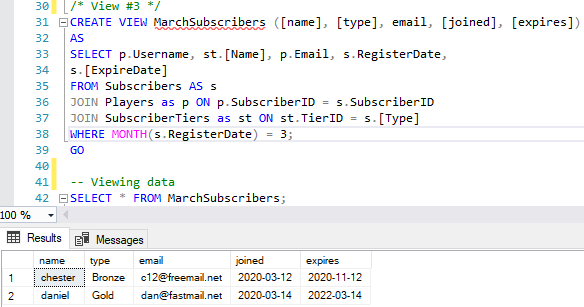 30 /* View #3 */
31 CREATE VIEW MarchSubscribers ([name], [type], email, [joined], [expires])
32 AS
33 SELECT p.Username, st.[Name], p.Email, s.RegisterDate,
34 s.[ExpireDate]
35 FROM Subscribers AS s
36 JOIN Players as p ON p.SubscriberID = s.SubscriberID
37 JOIN SubscriberTiers as st ON st.TierID = s.[Type]
38 WHERE MONTH(s.RegisterDate) = 3;
39 GO
40
41 -- Viewing data
42 SELECT * FROM MarchSubscribers;
100 %
Results Messages
name type email joined expires
1 chester Bronze c12@freemail.net 2020-03-12 2020-11-12
2 daniel Gold dan@fastmail.net 2020-03-14 2022-03-14